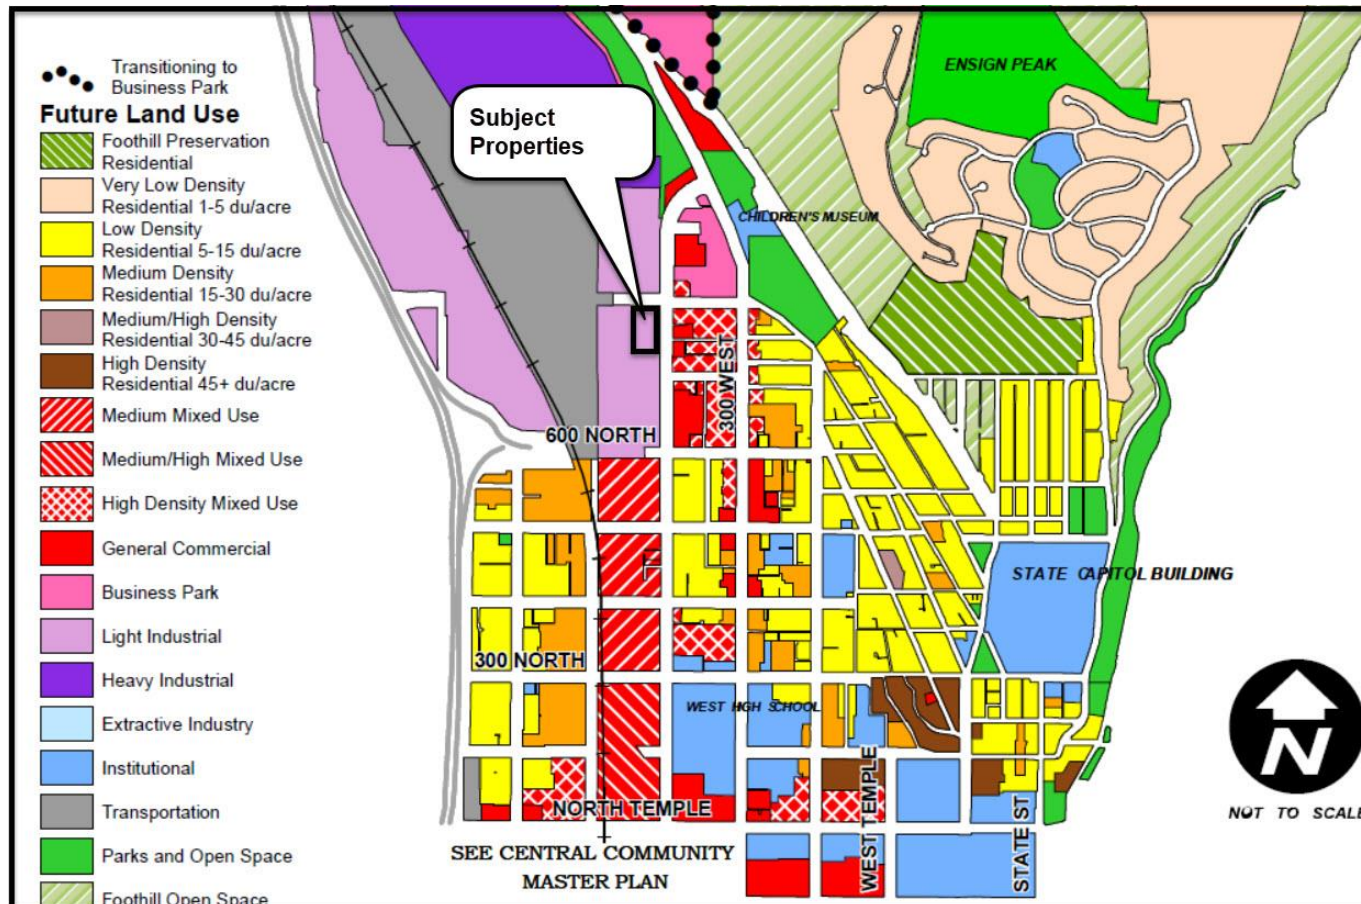 Transitioning to
Business Park
Future Land Use
Foothill Preservation
Residential
Very Low Density
Residential 1-5 du/acre
Low Density
Residential 5-15 du/acre
Medium Density
Residential 15-30 du/acre
Medium/High Density
Residential 30-45 du/acre
High Density
Residential 45+ du/acre
Medium Mixed Use
Medium/High Mixed Use
High Density Mixed Use
General Commercial
Business Park
Light Industrial
Heavy Industrial
Extractive Industry
Institutional
Transportation
Parks and Open Space
Foothill Open Space
Subject
Properties
ENSIGN PEAK
CHILDREN'S MUSEUM
300 WEST
600 NORTH
STATE CAPITOL BUILDING
300 NORTH
WEST HIGH SCHOOL
NORTH TEMPLE
WEST TEMPLE
STATE ST
SEE CENTRAL COMMUNITY
MASTER PLAN
N
NOT TO SCALE